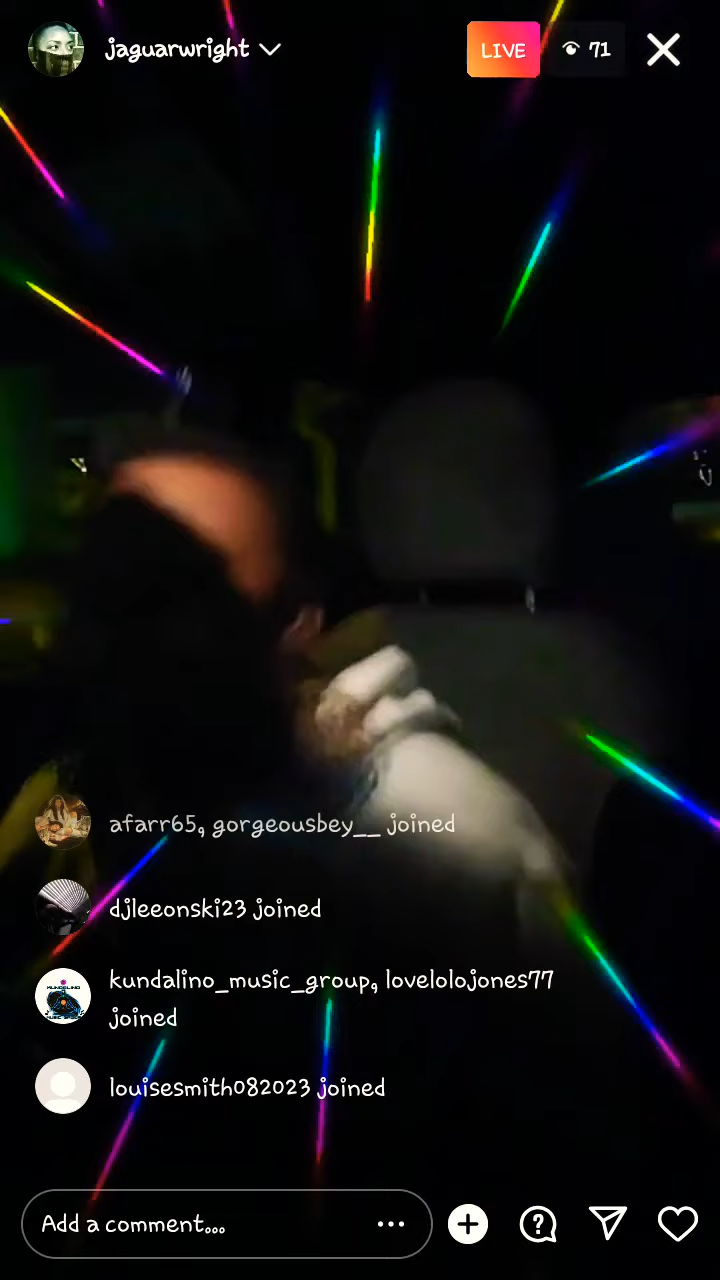 jaguarwright
LIVE
71
afarr65, gorgeousbey__ joined
djleeonski23 joined
kundalino_music_group, lovelolojones77
joined
louisesmith082023 joined
Add a comment...